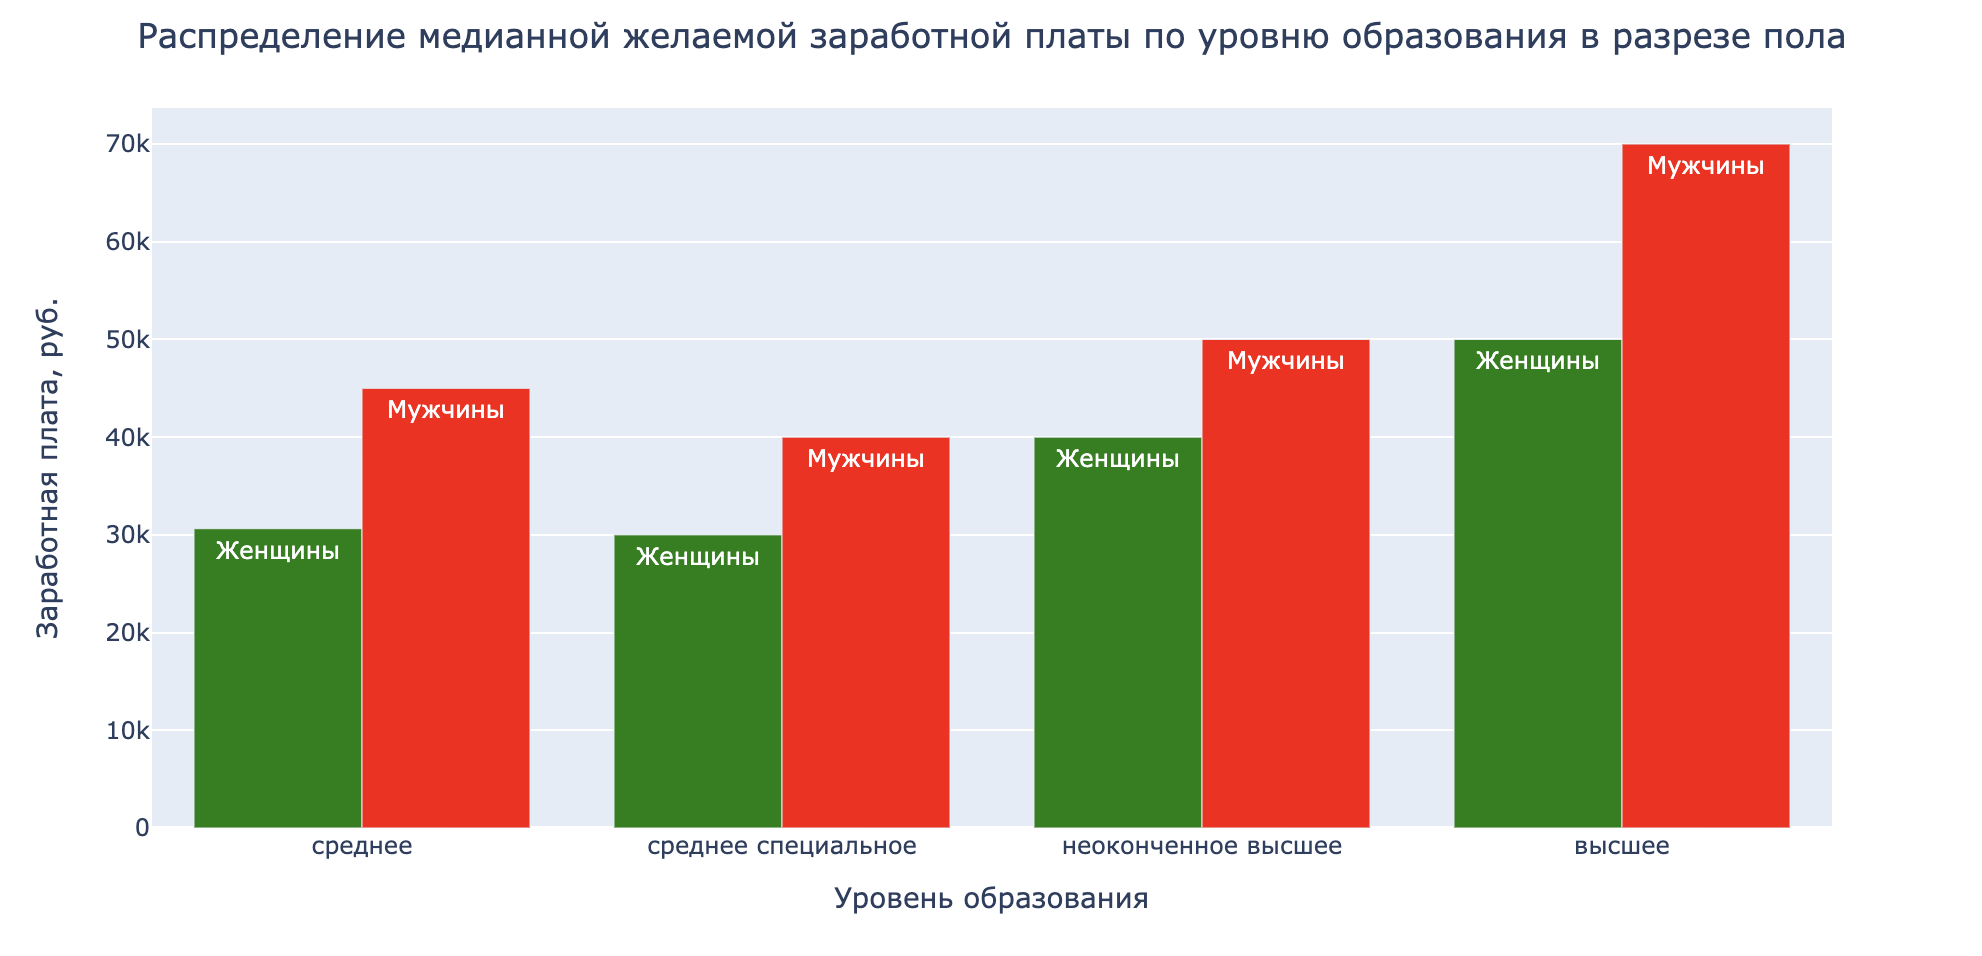 Распределение медианной желаемой заработной платы по уровню образования в разрезе пола
Заработная плата, руб.
70k
60k
50k
40k
30k
20k
10k
0
Женщины
Мужчины
Женщины
Мужчины
Женщины
Мужчины
Женщины
Мужчины
среднее
среднее специальное
неоконченное высшее
высшее
Уровень образования